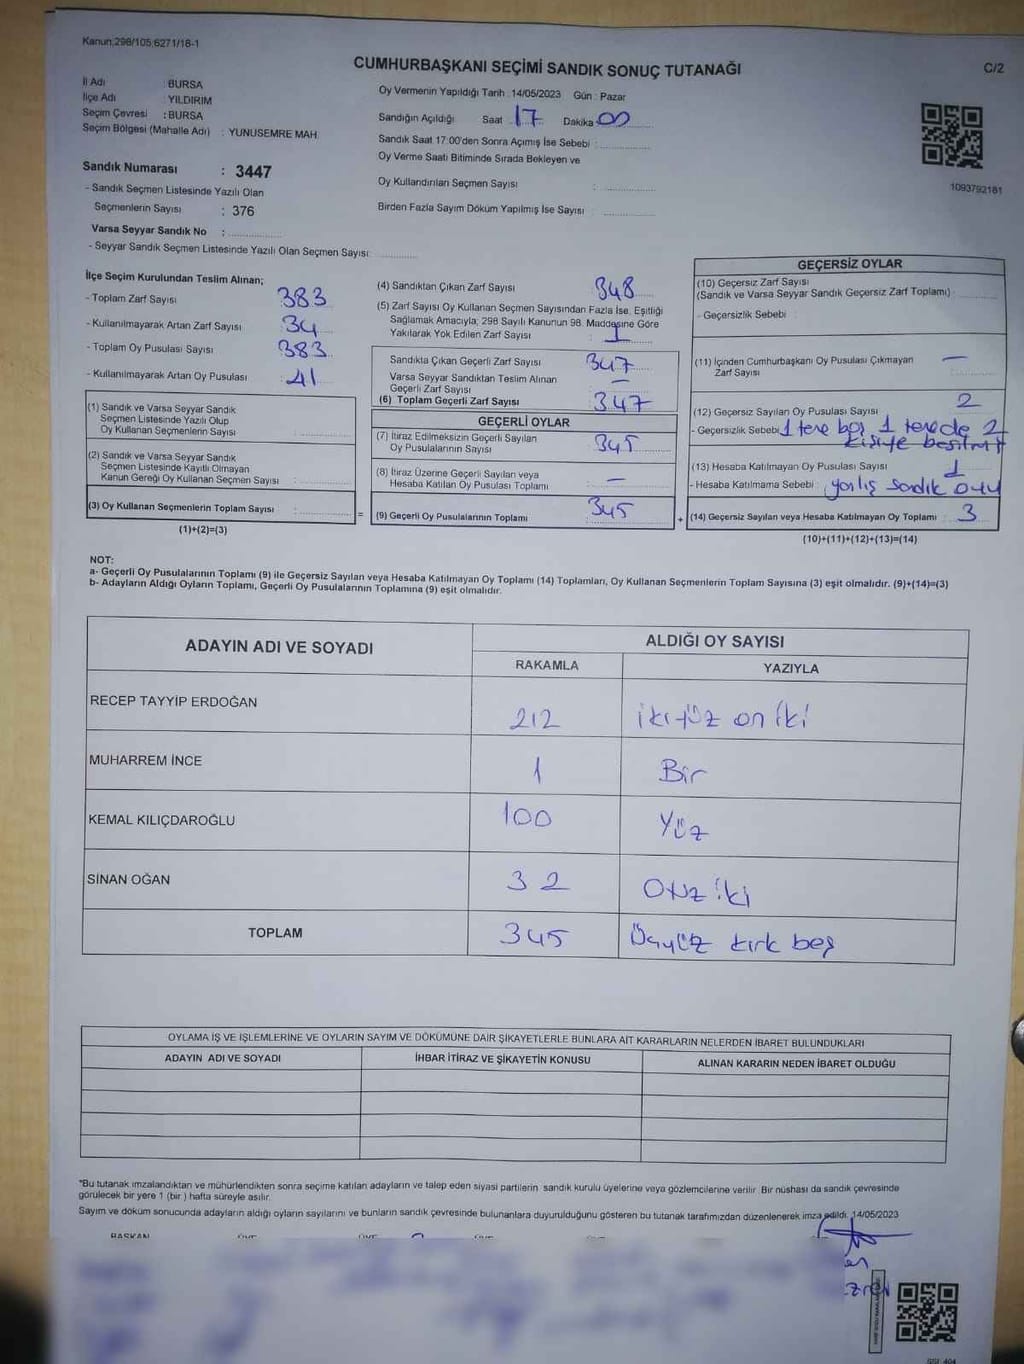 Kanun;298/105;6271/18-1
CUMHURBAŞKANI SEÇİMİ SANDIK SONUÇ TUTANAĞI
C/2
İl Adı : BURSA
İlçe Adı : YILDIRIM
Seçim Çevresi : BURSA
Seçim Bölgesi (Mahalle Adı) : YUNUSEMRE MAH.
Oy Vermenin Yapıldığı Tarih : 14/05/2023 Gün : Pazar
Sandığın Açıldığı Saat : 17 Dakika 00
Sandık Saat 17:00'den Sonra Açımış İse Sebebi :
Oy Verme Saati Bitiminde Sırada Bekleyen ve
Oy Kullandırılan Seçmen Sayısı :
Birden Fazla Sayım Döküm Yapılmış İse Sayısı :
1093792181
Sandık Numarası : 3447
- Sandık Seçmen Listesinde Yazılı Olan
Seçmenlerin Sayısı : 376
Varsa Seyyar Sandık No :
- Seyyar Sandık Seçmen Listesinde Yazılı Olan Seçmen Sayısı:
İlçe Seçim Kurulundan Teslim Alınan;
- Toplam Zarf Sayısı : 383
- Kullanılmayarak Artan Zarf Sayısı : 34
- Toplam Oy Pusulası Sayısı : 383
- Kullanılmayarak Artan Oy Pusulası : 41
(1) Sandık ve Varsa Seyyar Sandık
Seçmen Listesinde Yazılı Olup
Oy Kullanan Seçmenlerin Sayısı :
(2) Sandık ve Varsa Seyyar Sandık
Seçmen Listesinde Kayıtlı Olmayan
Kanun Gereği Oy Kullanan Seçmen Sayısı :
(3) Oy Kullanan Seçmenlerin Toplam Sayısı :
(1)+(2)=(3)
(4) Sandıktan Çıkan Zarf Sayısı : 348
(5) Zarf Sayısı Oy Kullanan Seçmen Sayısından Fazla İse, Eşitliği
Sağlamak Amacıyla; 298 Sayılı Kanunun 98. Maddesine Göre
Yakılarak Yok Edilen Zarf Sayısı : 1
Sandıkta Çıkan Geçerli Zarf Sayısı : 347
Varsa Seyyar Sandıktan Teslim Alınan
Geçerli Zarf Sayısı : —
(6) Toplam Geçerli Zarf Sayısı : 347
GEÇERLİ OYLAR
(7) İtiraz Edilmeksizin Geçerli Sayılan
Oy Pusulalarının Sayısı : 345
(8) İtiraz Üzerine Geçerli Sayılan veya
Hesaba Katılan Oy Pusulası Toplamı : —
= (9) Geçerli Oy Pusulalarının Toplamı : 345
GEÇERSİZ OYLAR
(10) Geçersiz Zarf Sayısı
(Sandık ve Varsa Seyyar Sandık Geçersiz Zarf Toplamı) :
- Geçersizlik Sebebi :
(11) İçinden Cumhurbaşkanı Oy Pusulası Çıkmayan
Zarf Sayısı : —
(12) Geçersiz Sayılan Oy Pusulası Sayısı : 2
- Geçersizlik Sebebi 1 tane boş 1 tanede 2
kişiye basılmış
(13) Hesaba Katılmayan Oy Pusulası Sayısı : 1
- Hesaba Katılmama Sebebi : yanlış sandık oyu
+ (14) Geçersiz Sayılan veya Hesaba Katılmayan Oy Toplamı : 3
(10)+(11)+(12)+(13)=(14)
NOT:
a- Geçerli Oy Pusulalarının Toplamı (9) ile Geçersiz Sayılan veya Hesaba Katılmayan Oy Toplamı (14) Toplamları, Oy Kullanan Seçmenlerin Toplam Sayısına (3) eşit olmalıdır. (9)+(14)=(3)
b- Adayların Aldığı Oyların Toplamı, Geçerli Oy Pusulalarının Toplamına (9) eşit olmalıdır.
ADAYIN ADI VE SOYADI
ALDIĞI OY SAYISI
RAKAMLA YAZIYLA
RECEP TAYYİP ERDOĞAN 212 ikiyüz on iki
MUHARREM İNCE 1 Bir
KEMAL KILIÇDAROĞLU 100 Yüz
SİNAN OĞAN 32 Otuz iki
TOPLAM 345 Üçyüz kırk beş
OYLAMA İŞ VE İŞLEMLERİNE VE OYLARIN SAYIM VE DÖKÜMÜNE DAİR ŞİKAYETLERLE BUNLARA AİT KARARLARIN NELERDEN İBARET BULUNDUKLARI
ADAYIN ADI VE SOYADI İHBAR İTİRAZ VE ŞİKAYETİN KONUSU ALINAN KARARIN NEDEN İBARET OLDUĞU
*Bu tutanak imzalandıktan ve mühürlendikten sonra seçime katılan adayların ve talep eden siyasi partilerin sandık kurulu üyelerine veya gözlemcilerine verilir. Bir nüshası da sandık çevresinde
görülecek bir yere 1 (bir ) hafta süreyle asılır.
Sayım ve döküm sonucunda adayların aldığı oyların sayılarını ve bunların sandık çevresinde bulunanlara duyurulduğunu gösteren bu tutanak tarafımızdan düzenlenerek imza edildi. 14/05/2023
BAŞKAN ÜYE ÜYE ÜYE ÜYE